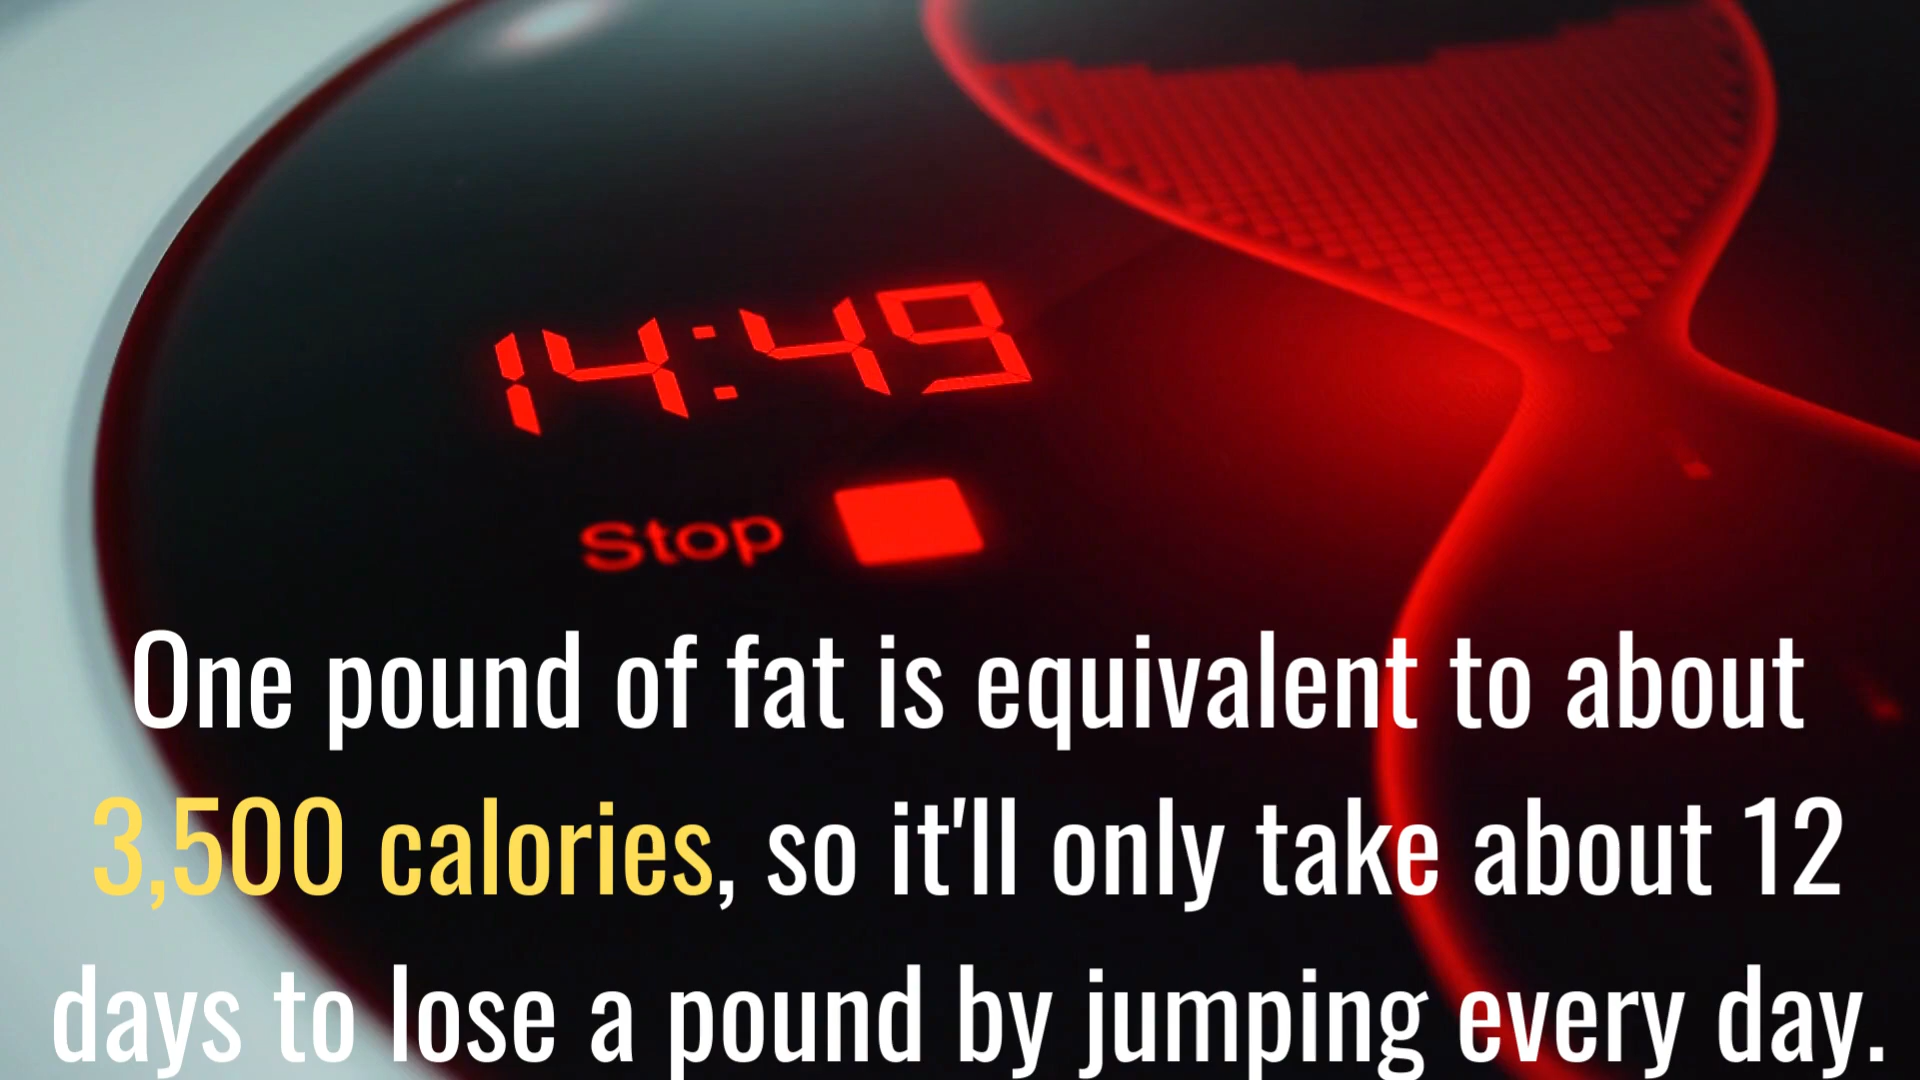 14:49
Stop
One pound of fat is equivalent to about
3,500 calories, so it'll only take about 12
days to lose a pound by jumping every day.